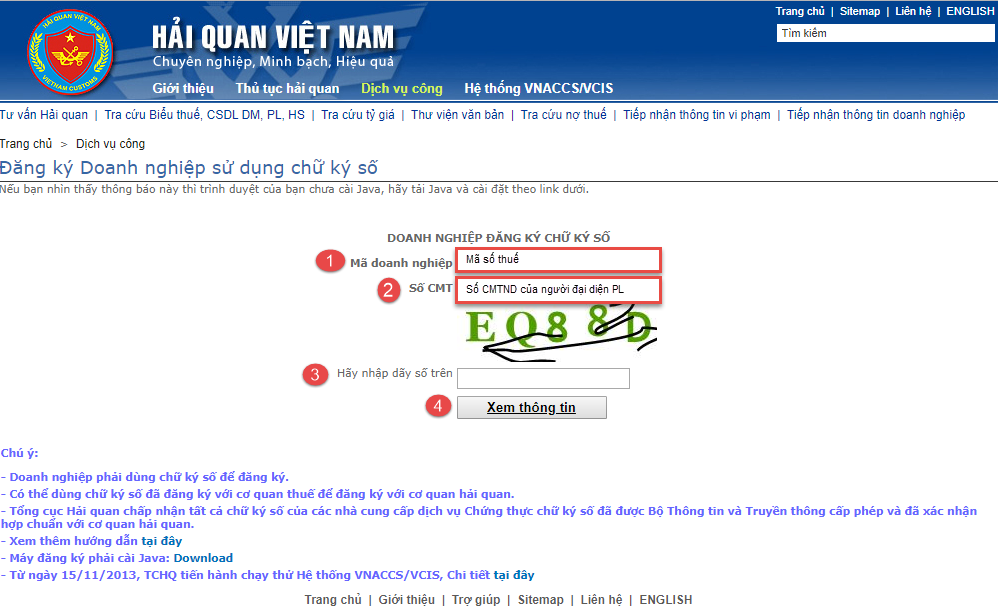 Trang chủ | Sitemap | Liên hệ | ENGLISH
HẢI QUAN VIỆT NAM
VIETNAM CUSTOMS
HẢI QUAN VIỆT NAM
Tìm kiếm
Chuyên nghiệp, Minh bạch, Hiệu quả
Giới thiệu Thủ tục hải quan Dịch vụ công Hệ thống VNACCS/VCIS
Tư vấn Hải quan | Tra cứu Biểu thuế, CSDL DM, PL, HS | Tra cứu tỷ giá | Thư viện văn bản | Tra cứu nợ thuế | Tiếp nhận thông tin vi phạm | Tiếp nhận thông tin doanh nghiệp
Trang chủ > Dịch vụ công
Đăng ký Doanh nghiệp sử dụng chữ ký số
Nếu bạn nhìn thấy thông báo này thì trình duyệt của bạn chưa cài Java, hãy tải Java và cài đặt theo link dưới.
DOANH NGHIỆP ĐĂNG KÝ CHỮ KÝ SỐ
1 Mã doanh nghiệp Mã số thuế
2 Số CMT Số CMTND của người đại diện PL
EQ88D
3 Hãy nhập dãy số trên
4 Xem thông tin
Chú ý:
- Doanh nghiệp phải dùng chữ ký số để đăng ký.
- Có thể dùng chữ ký số đã đăng ký với cơ quan thuế để đăng ký với cơ quan hải quan.
- Tổng cục Hải quan chấp nhận tất cả chữ ký số của các nhà cung cấp dịch vụ Chứng thực chữ ký số đã được Bộ Thông tin và Truyền thông cấp phép và đã xác nhận
hợp chuẩn với cơ quan hải quan.
- Xem thêm hướng dẫn tại đây
- Máy đăng ký phải cài Java: Download
- Từ ngày 15/11/2013, TCHQ tiến hành chạy thử Hệ thống VNACCS/VCIS, Chi tiết tại đây
Trang chủ | Giới thiệu | Trợ giúp | Sitemap | Liên hệ | ENGLISH